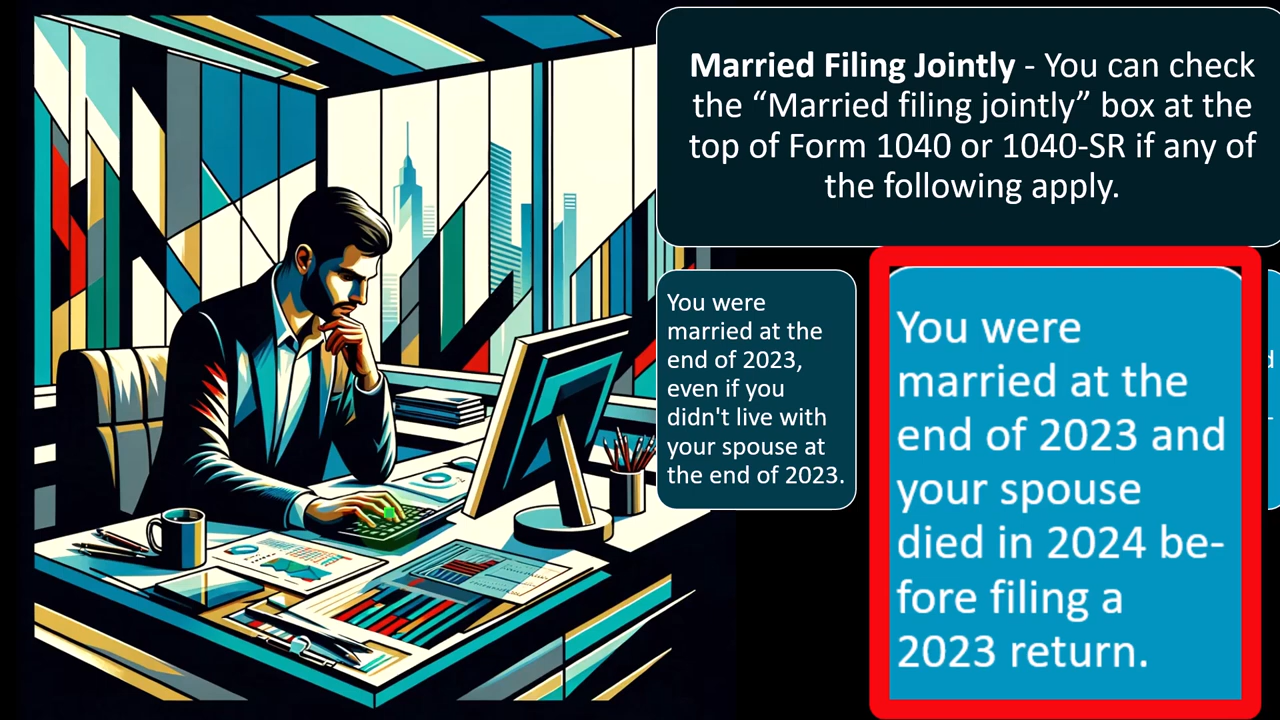 Married Filing Jointly - You can check
the “Married filing jointly” box at the
top of Form 1040 or 1040-SR if any of
the following apply.
You were
married at the
end of 2023,
even if you
didn't live with
your spouse at
the end of 2023.
You were
married at the
end of 2023 and
your spouse
died in 2024 be-
fore filing a
2023 return.